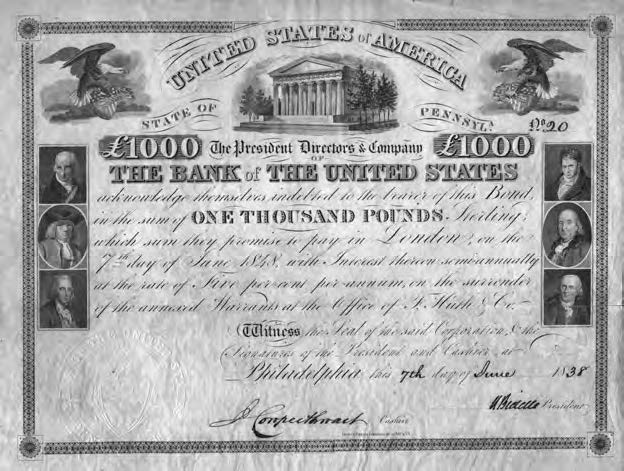 UNITED STATES OF AMERICA
STATE OF PENNSYLA.
No. 20
£1000 The President Directors & Company £1000
OF
THE BANK of THE UNITED STATES
acknowledge themselves indebted to the bearer of this Bond,
in the sum of ONE THOUSAND POUNDS Sterling,
which sum they promise to pay in London, on the
7th day of June 1848, with Interest thereon semiannually
at the rate of Five per cent per annum, on the surrender
of the annexed Warrants at the Office of F. Huth & Co.
Witness the Seal of the said Corporation & the
Signatures of the President and Cashier, at
Philadelphia this 7th day of June 1838
N Biddle President
J. Cowperthwait Cashier